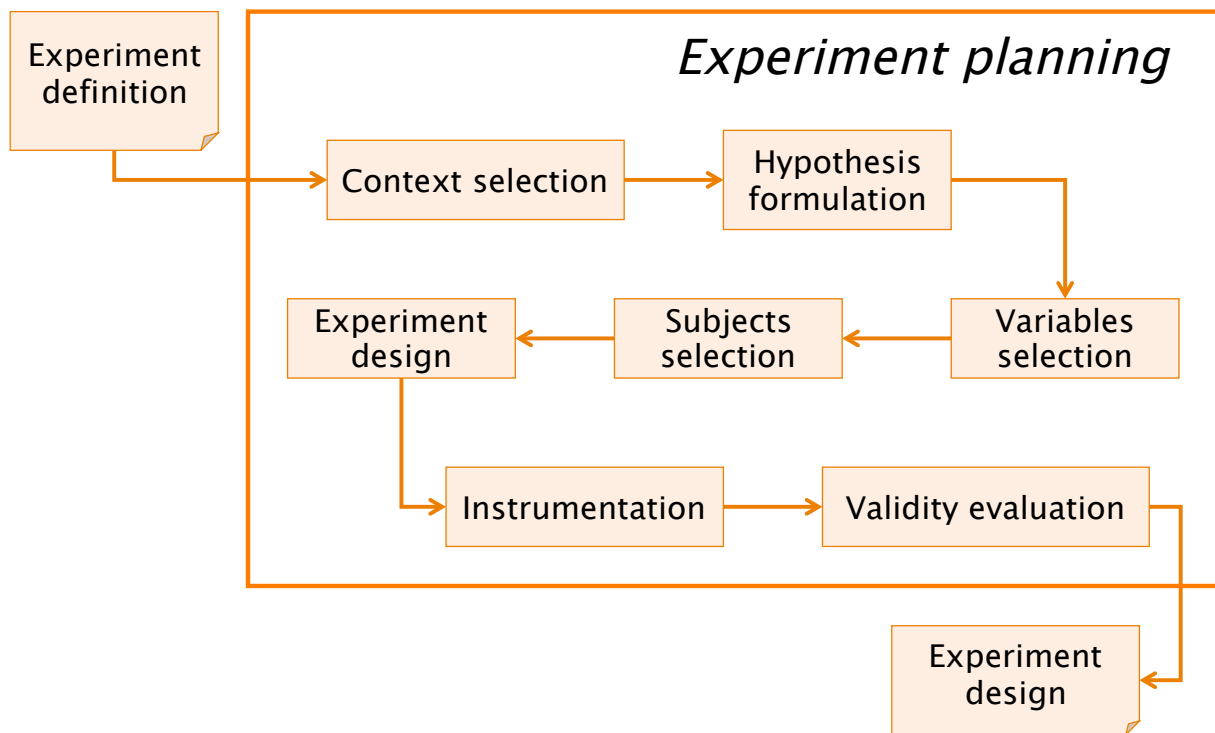 Experiment
definition
Experiment planning
Context selection
Hypothesis
formulation
Experiment
design
Subjects
selection
Variables
selection
Instrumentation
Validity evaluation
Experiment
design